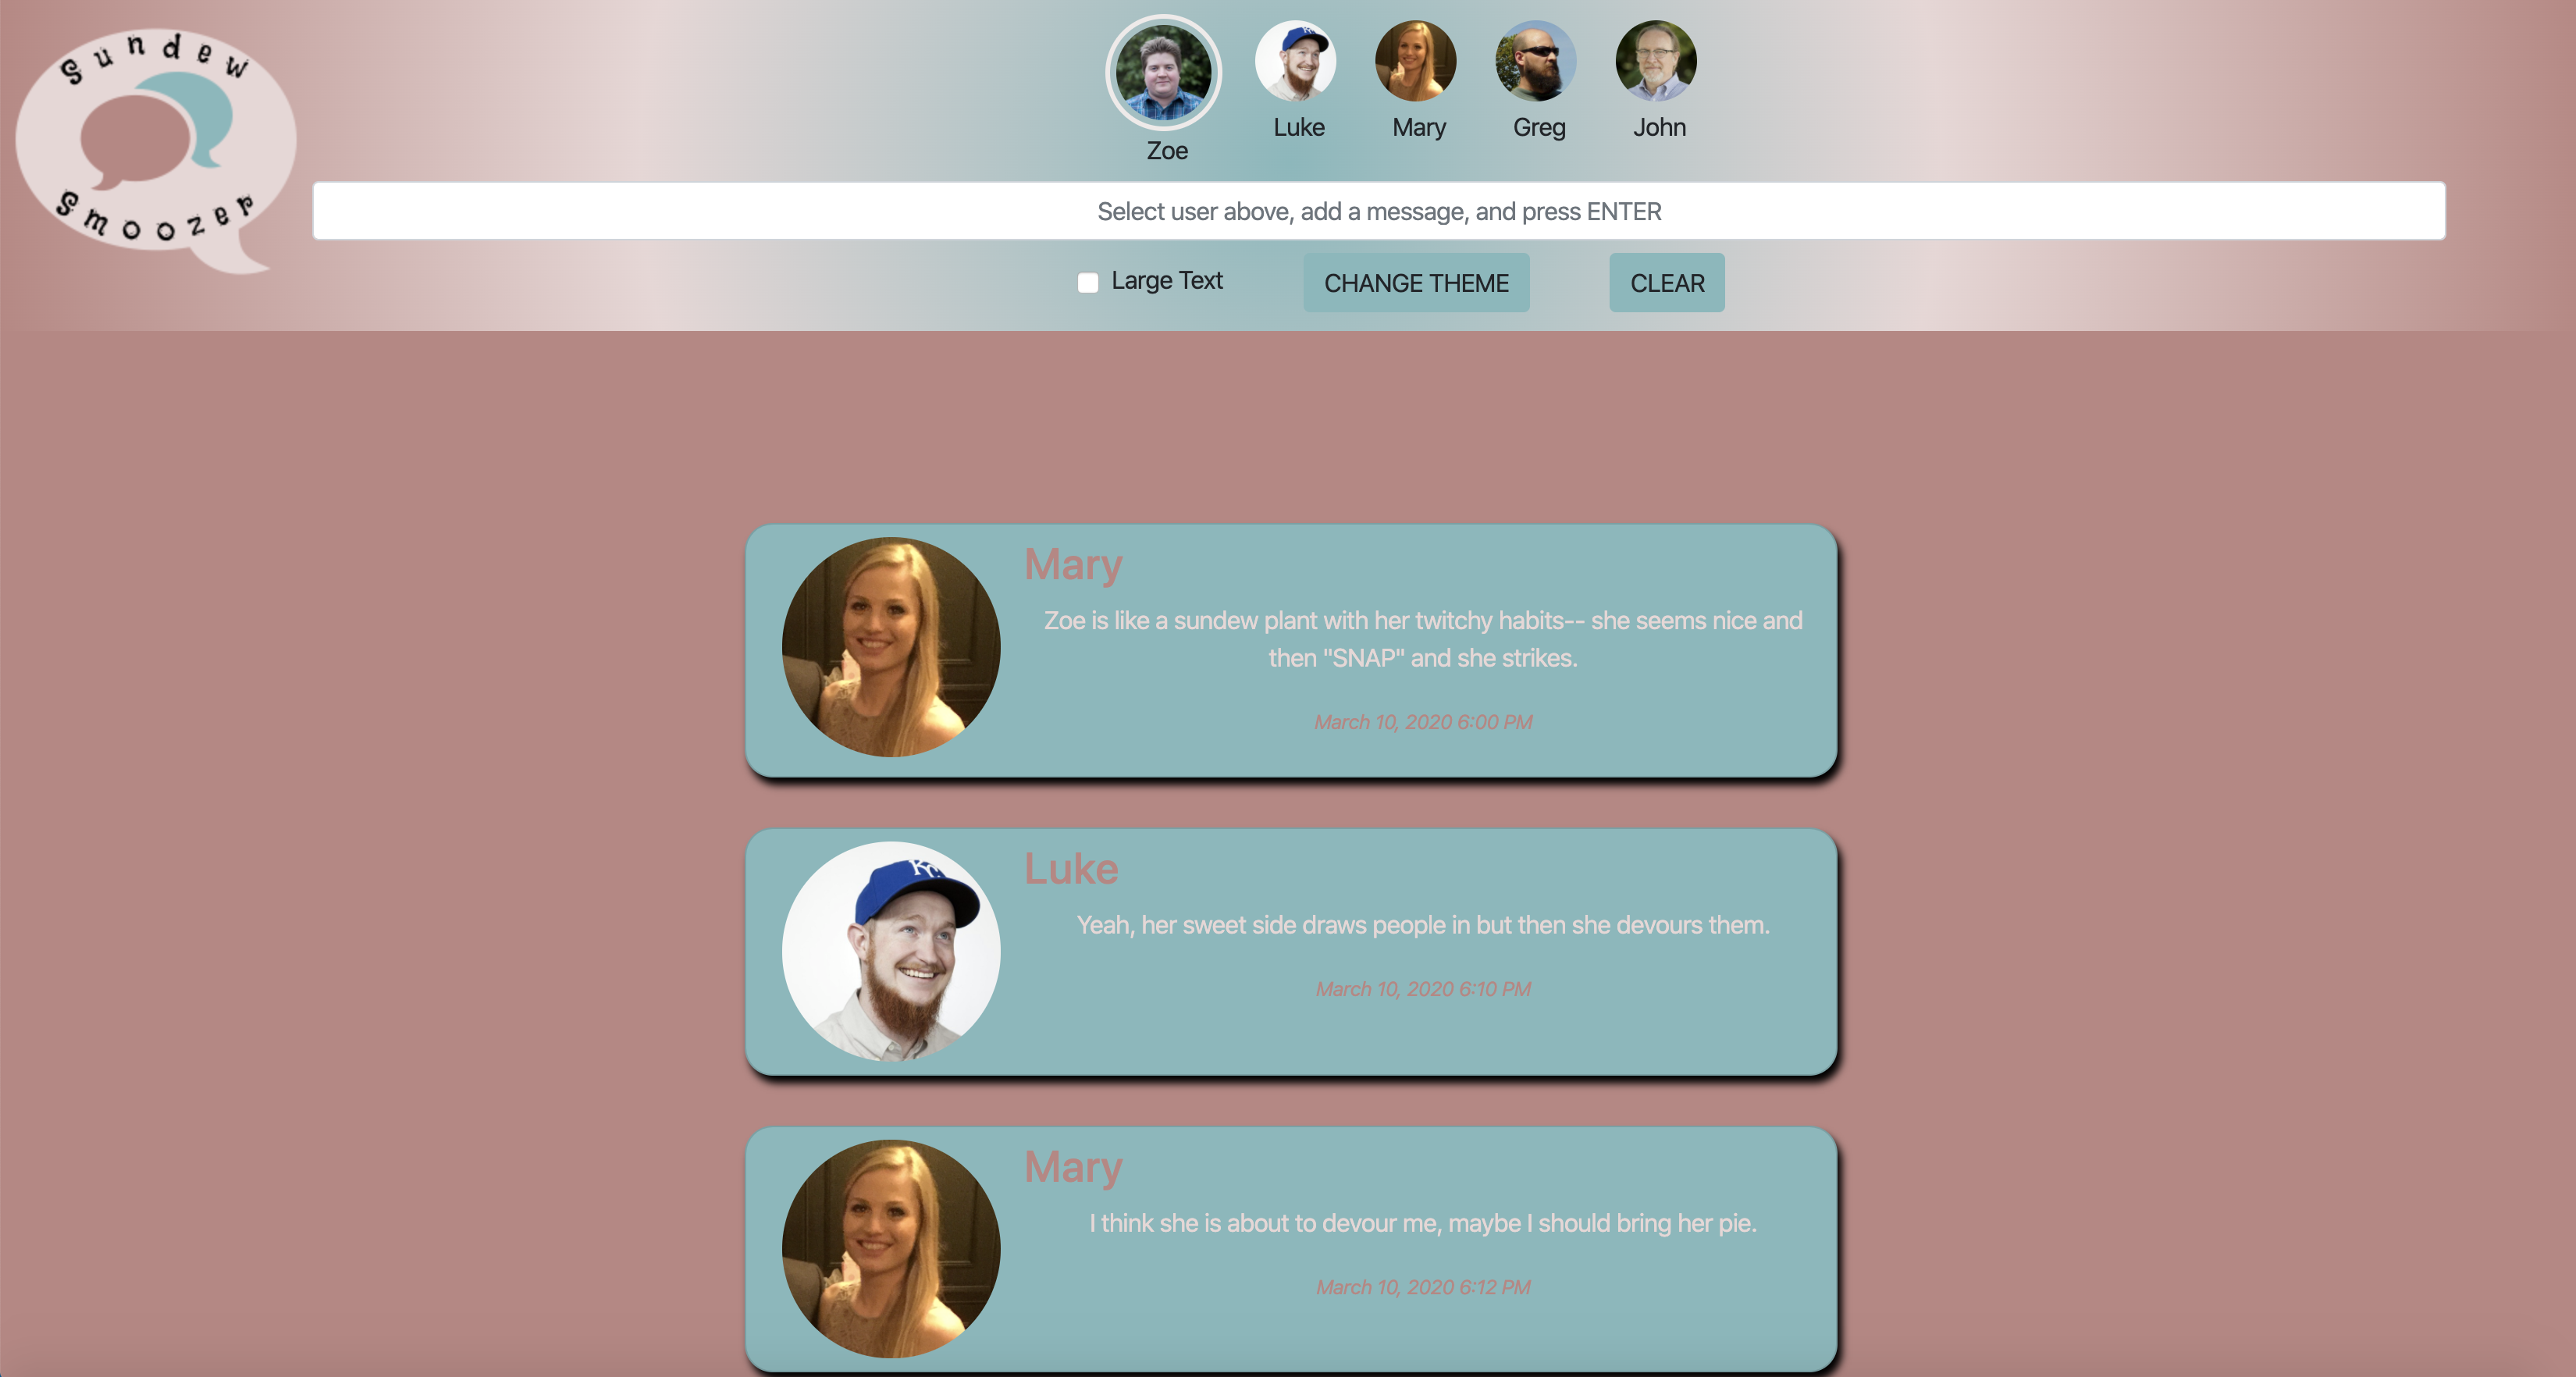 Sundew
Smoozer
Zoe
Luke
Mary
Greg
John
Select user above, add a message, and press ENTER
Large Text
CHANGE THEME
CLEAR
Mary
Zoe is like a sundew plant with her twitchy habits-- she seems nice and
then "SNAP" and she strikes.
March 10, 2020 6:00 PM
KC
Luke
Yeah, her sweet side draws people in but then she devours them.
March 10, 2020 6:10 PM
Mary
I think she is about to devour me, maybe I should bring her pie.
March 10, 2020 6:12 PM